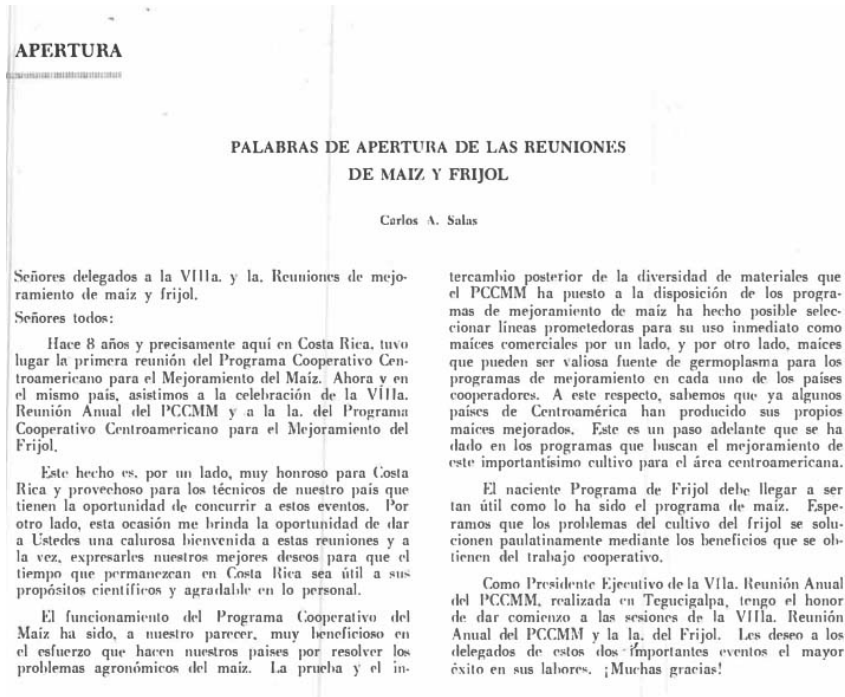 APERTURA
PALABRAS DE APERTURA DE LAS REUNIONES
DE MAIZ Y FRIJOL
Carlos A. Salas
Señores delegados a la VIIIa. y la. Reuniones de mejo-
ramiento de maíz y frijol.
Señores todos:
Hace 8 años y precisamente aquí en Costa Rica, tuvo
lugar la primera reunión del Programa Cooperativo Cen-
troamericano para el Mejoramiento del Maíz. Ahora y en
el mismo país, asistimos a la celebración de la VIIIa.
Reunión Anual del PCCMM y a la la. del Programa
Cooperativo Centroamericano para el Mejoramiento del
Frijol.
Este hecho es, por un lado, muy honroso para Costa
Rica y provechoso para los técnicos de nuestro país que
tienen la oportunidad de concurrir a estos eventos. Por
otro lado, esta ocasión me brinda la oportunidad de dar
a Ustedes una calurosa bienvenida a estas reuniones y a
la vez, expresarles nuestros mejores deseos para que el
tiempo que permanezcan en Costa Rica sea útil a sus
propósitos científicos y agradable en lo personal.
El funcionamiento del Programa Cooperativo del
Maíz ha sido, a nuestro parecer, muy beneficioso en
el esfuerzo que hacen nuestros países por resolver los
problemas agronómicos del maíz. La prueba y el in-
tercambio posterior de la diversidad de materiales que
el PCCMM ha puesto a la disposición de los progra-
mas de mejoramiento de maíz ha hecho posible selec-
cionar líneas prometedoras para su uso inmediato como
maíces comerciales por un lado, y por otro lado, maíces
que pueden ser valiosa fuente de germoplasma para los
programas de mejoramiento en cada uno de los países
cooperadores. A este respecto, sabemos que ya algunos
países de Centroamérica han producido sus propios
maíces mejorados. Este es un paso adelante que se ha
dado en los programas que buscan el mejoramiento de
este importantísimo cultivo para el área centroamericana.
El naciente Programa de Frijol debe llegar a ser
tan útil como lo ha sido el programa de maíz. Espe-
ramos que los problemas del cultivo del frijol se solu-
cionen paulatinamente mediante los beneficios que se ob-
tienen del trabajo cooperativo.
Como Presidente Ejecutivo de la VIIa. Reunión Anual
del PCCMM, realizada en Tegucigalpa, tengo el honor
de dar comienzo a las sesiones de la VIIIa. Reunión
Anual del PCCMM y la la. del Frijol. Les deseo a los
delegados de estos dos importantes eventos el mayor
éxito en sus labores. ¡Muchas gracias!